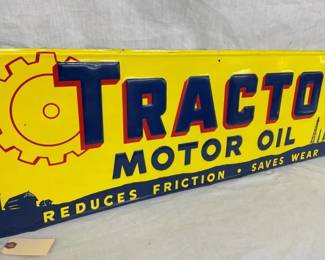 TRACTO
MOTOR OIL
REDUCES FRICTION • SAVES WEAR